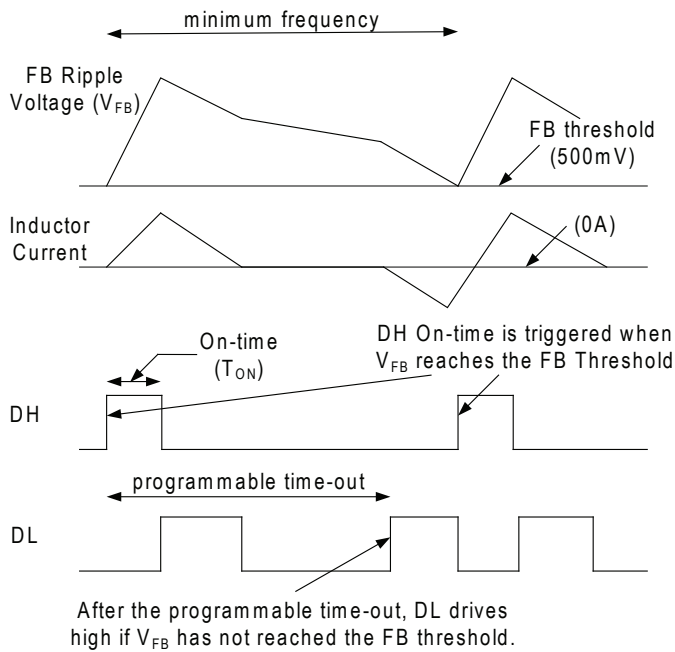 minimum frequency
FB Ripple
Voltage (VFB)
FB threshold
(500mV)
Inductor
Current
(0A)
On-time
(TON)
DH On-time is triggered when
VFB reaches the FB Threshold
DH
programmable time-out
DL
After the programmable time-out, DL drives
high if VFB has not reached the FB threshold.